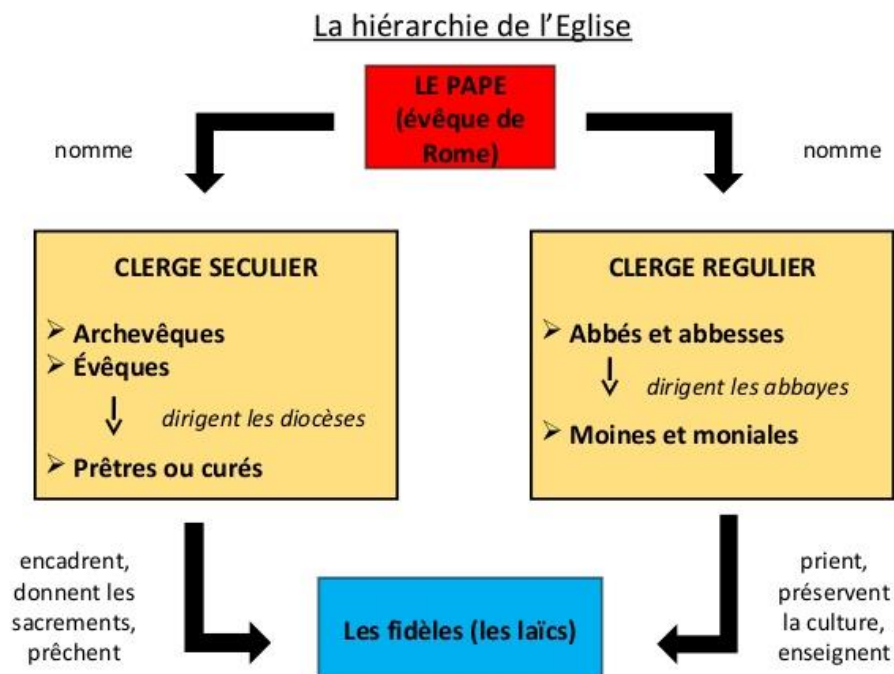 La hiérarchie de l'Eglise
LE PAPE
(évêque de
Rome)
nomme
nomme
CLERGE SECULIER
➢ Archevêques
➢ Évêques
dirigent les diocèses
➢ Prêtres ou curés
CLERGE REGULIER
➢ Abbés et abbesses
dirigent les abbayes
➢ Moines et moniales
encadrent,
donnent les
sacrements,
prêchent
Les fidèles (les laïcs)
prient,
préservent
la culture,
enseignent